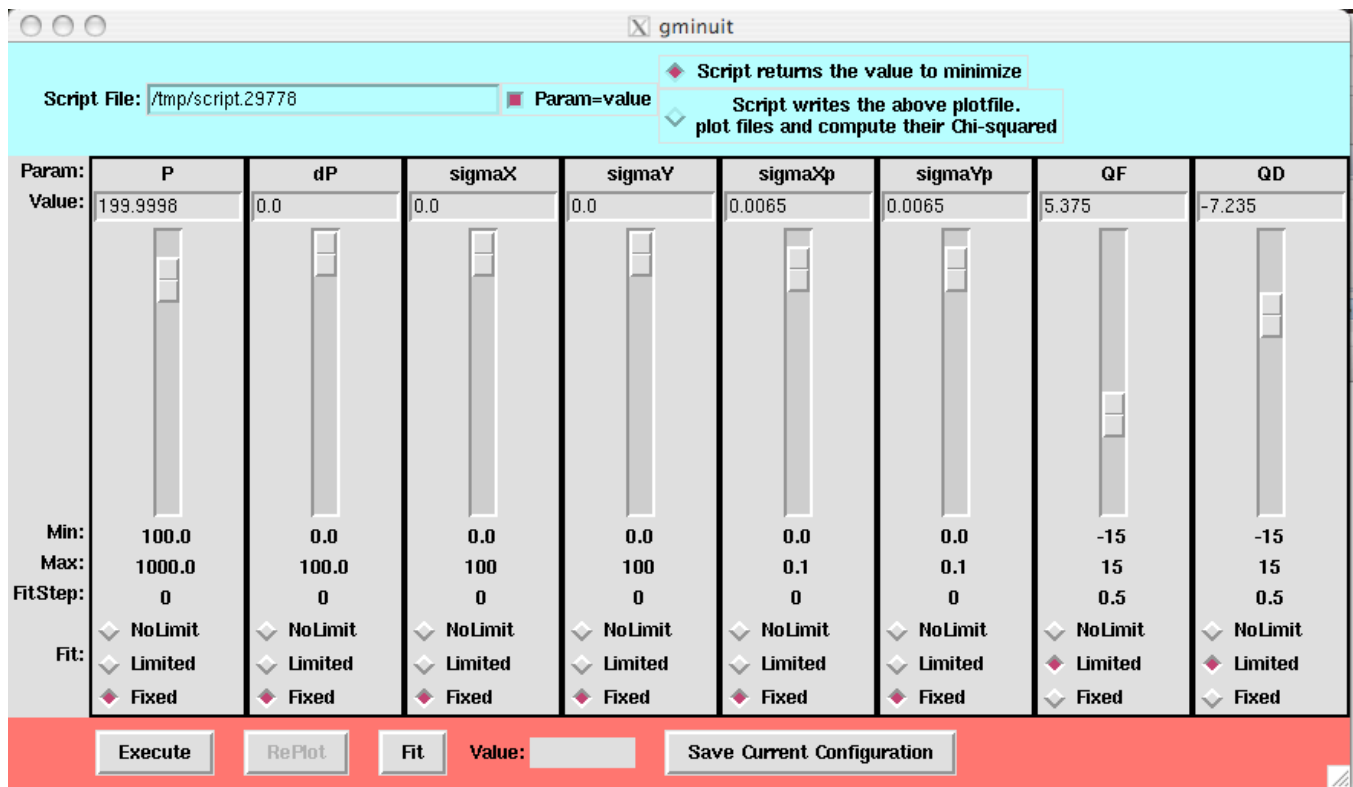 gminuit
Script returns the value to minimize
Script File: /tmp/script.29778 Param=value
Script writes the above plotfile.
plot files and compute their Chi-squared
Param: P dP sigmaX sigmaY sigmaXp sigmaYp QF QD
Value: 199.9998 0.0 0.0 0.0 0.0065 0.0065 5.375 -7.235
Min: 100.0 0.0 0.0 0.0 0.0 0.0 -15 -15
Max: 1000.0 100.0 100 100 0.1 0.1 15 15
FitStep: 0 0 0 0 0 0 0.5 0.5
NoLimit NoLimit NoLimit NoLimit NoLimit NoLimit NoLimit NoLimit
Fit: Limited Limited Limited Limited Limited Limited Limited Limited
Fixed Fixed Fixed Fixed Fixed Fixed Fixed Fixed
Execute RePlot Fit Value: Save Current Configuration